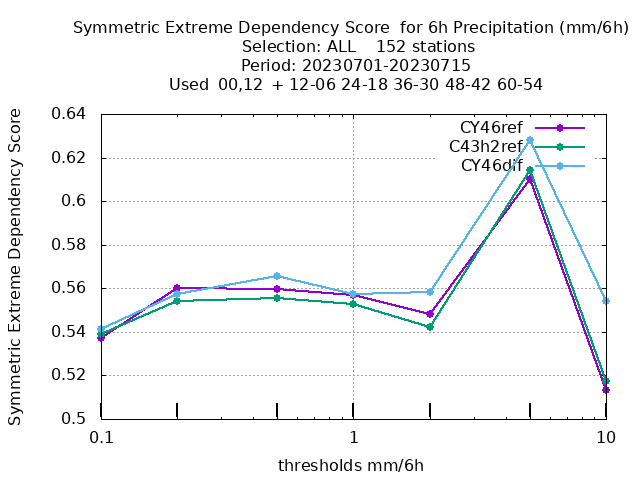 Symmetric Extreme Dependency Score  for 6h Precipitation (mm/6h)
Selection: ALL    152 stations
Period: 20230701-20230715
Used  00,12  + 12-06 24-18 36-30 48-42 60-54
Symmetric Extreme Dependency Score
0.64
0.62
0.6
0.58
0.56
0.54
0.52
0.5
CY46ref
C43h2ref
CY46dif
0.1
1
10
thresholds mm/6h